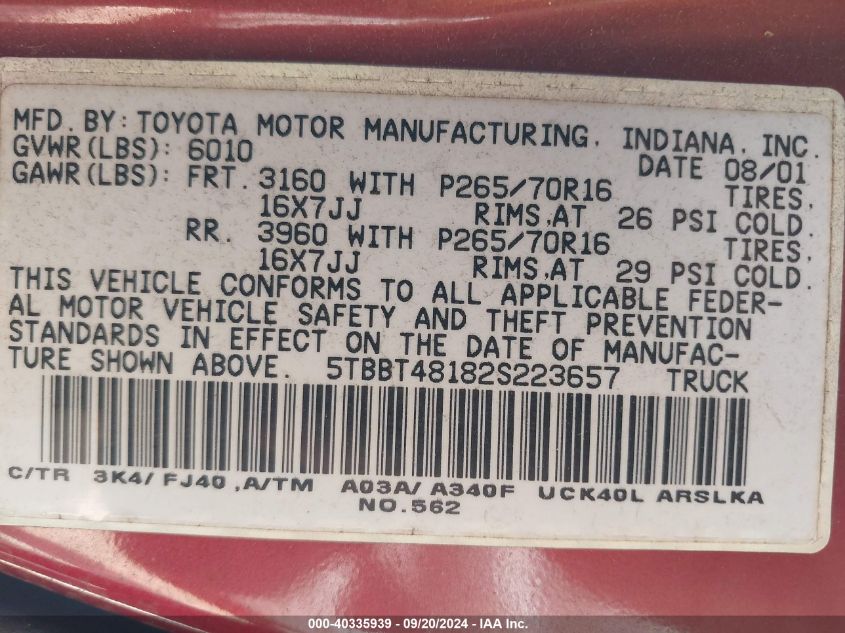 MFD. BY: TOYOTA MOTOR MANUFACTURING, INDIANA, INC.
GVWR(LBS): 6010 DATE 08/01
GAWR(LBS): FRT. 3160 WITH P265/70R16 TIRES,
16X7JJ RIMS,AT 26 PSI COLD.
RR. 3960 WITH P265/70R16 TIRES,
16X7JJ RIMS,AT 29 PSI COLD.
THIS VEHICLE CONFORMS TO ALL APPLICABLE FEDER-
AL MOTOR VEHICLE SAFETY AND THEFT PREVENTION
STANDARDS IN EFFECT ON THE DATE OF MANUFAC-
TURE SHOWN ABOVE. 5TBBT48182S223657 TRUCK
C/TR 3K4/ FJ40 ,A/TM A03A/ A340F UCK40L ARSLKA
NO.562
000-40335939 - 09/20/2024 - IAA Inc.